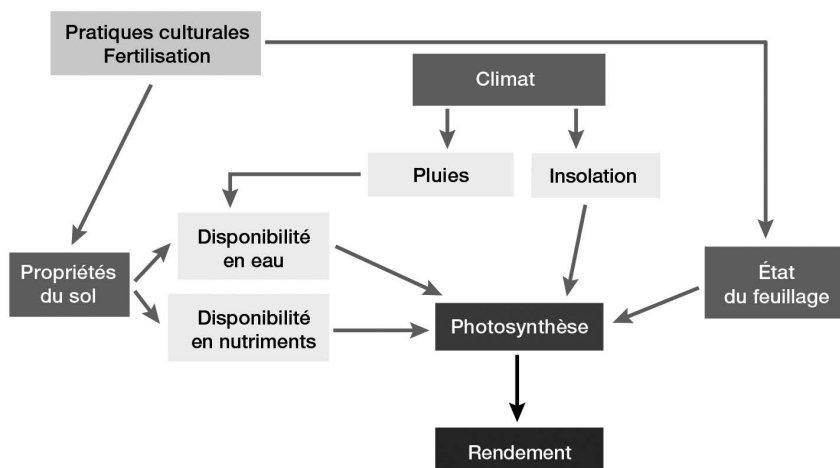 Pratiques culturales
Fertilisation
Climat
Pluies
Insolation
Disponibilité
en eau
Propriétés
du sol
État
du feuillage
Disponibilité
en nutriments
Photosynthèse
Rendement